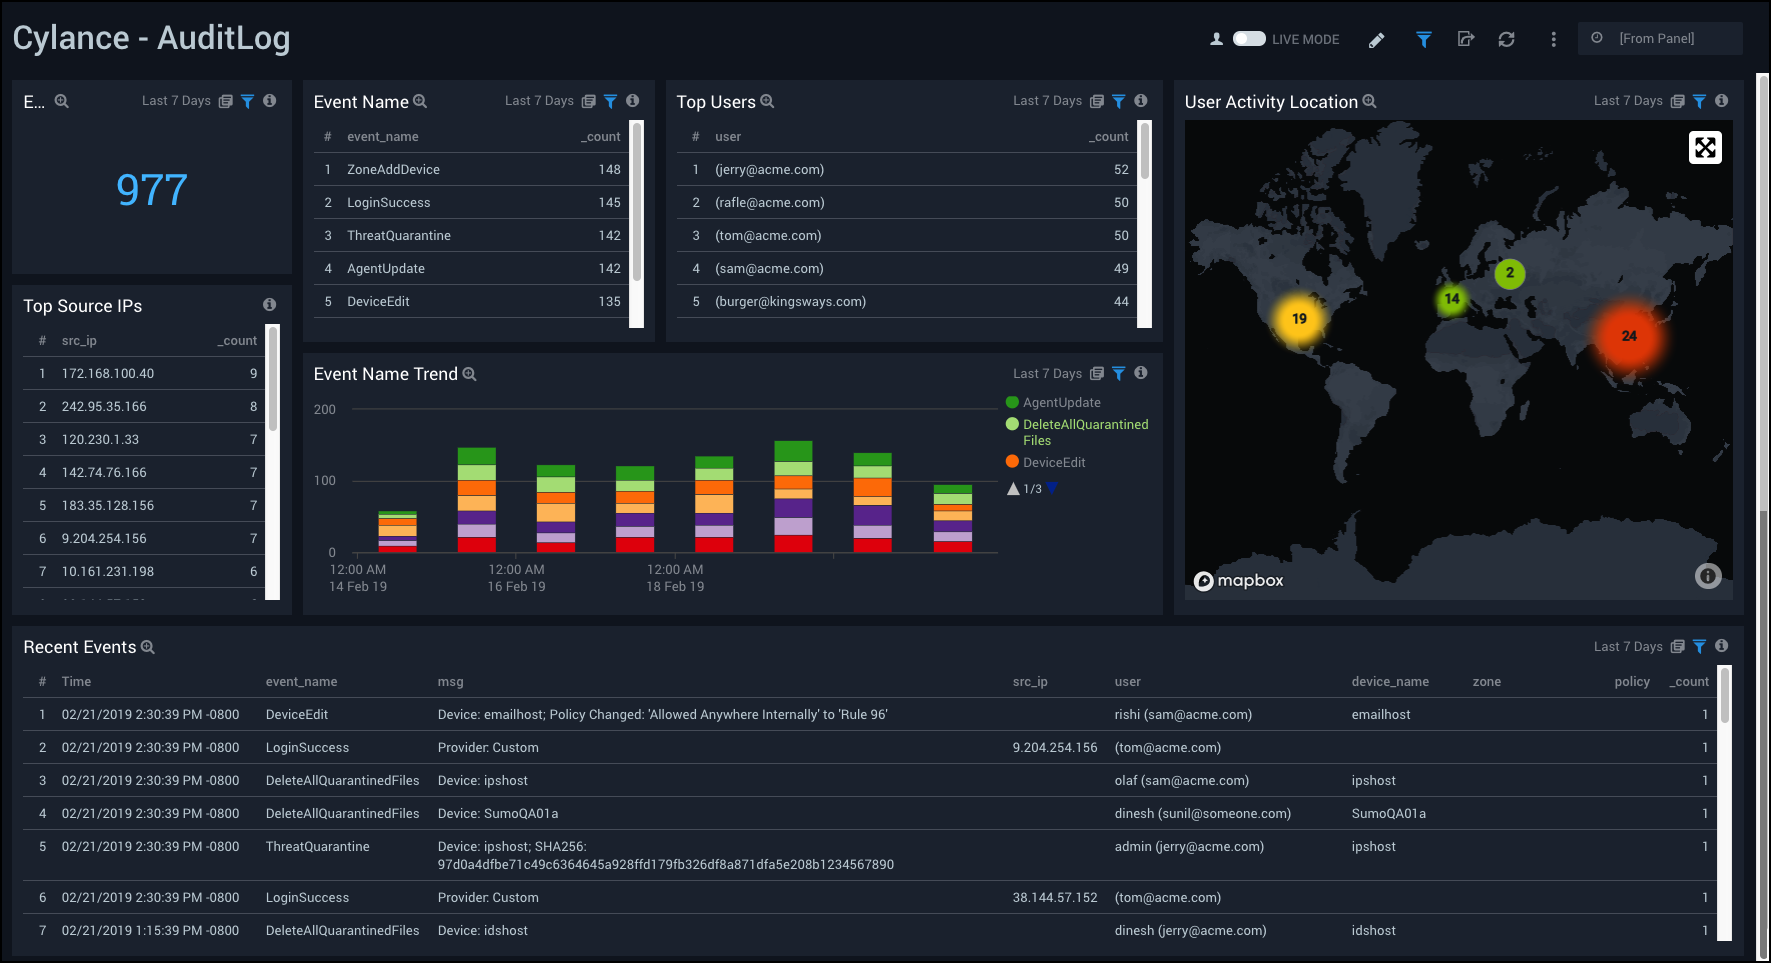 Cylance - AuditLog
LIVE MODE
[From Panel]
E...
Last 7 Days
977
Event Name
Last 7 Days
# event_name _count
1 ZoneAddDevice 148
2 LoginSuccess 145
3 ThreatQuarantine 142
4 AgentUpdate 142
5 DeviceEdit 135
Top Users
Last 7 Days
# user _count
1 (jerry@acme.com) 52
2 (rafle@acme.com) 50
3 (tom@acme.com) 50
4 (sam@acme.com) 49
5 (burger@kingsways.com) 44
User Activity Location
Last 7 Days
2
14
19
24
mapbox
Top Source IPs
# src_ip _count
1 172.168.100.40 9
2 242.95.35.166 8
3 120.230.1.33 7
4 142.74.76.166 7
5 183.35.128.156 7
6 9.204.254.156 7
7 10.161.231.198 6
Event Name Trend
Last 7 Days
200
100
0
12:00 AM 12:00 AM 12:00 AM
14 Feb 19 16 Feb 19 18 Feb 19
AgentUpdate
DeleteAllQuarantined
Files
DeviceEdit
1/3
Recent Events
Last 7 Days
# Time event_name msg src_ip user device_name zone policy _count
1 02/21/2019 2:30:39 PM -0800 DeviceEdit Device: emailhost; Policy Changed: 'Allowed Anywhere Internally' to 'Rule 96' rishi (sam@acme.com) emailhost 1
2 02/21/2019 2:30:39 PM -0800 LoginSuccess Provider: Custom 9.204.254.156 (tom@acme.com) 1
3 02/21/2019 2:30:39 PM -0800 DeleteAllQuarantinedFiles Device: ipshost olaf (sam@acme.com) ipshost 1
4 02/21/2019 2:30:39 PM -0800 DeleteAllQuarantinedFiles Device: SumoQA01a dinesh (sunil@someone.com) SumoQA01a 1
5 02/21/2019 2:30:39 PM -0800 ThreatQuarantine Device: ipshost; SHA256: admin (jerry@acme.com) ipshost 1
97d0a4dfbe71c49c6364645a928ffd179fb326df8a871dfa5e208b1234567890
6 02/21/2019 2:30:39 PM -0800 LoginSuccess Provider: Custom 38.144.57.152 (tom@acme.com) 1
7 02/21/2019 1:15:39 PM -0800 DeleteAllQuarantinedFiles Device: idshost dinesh (jerry@acme.com) idshost 1